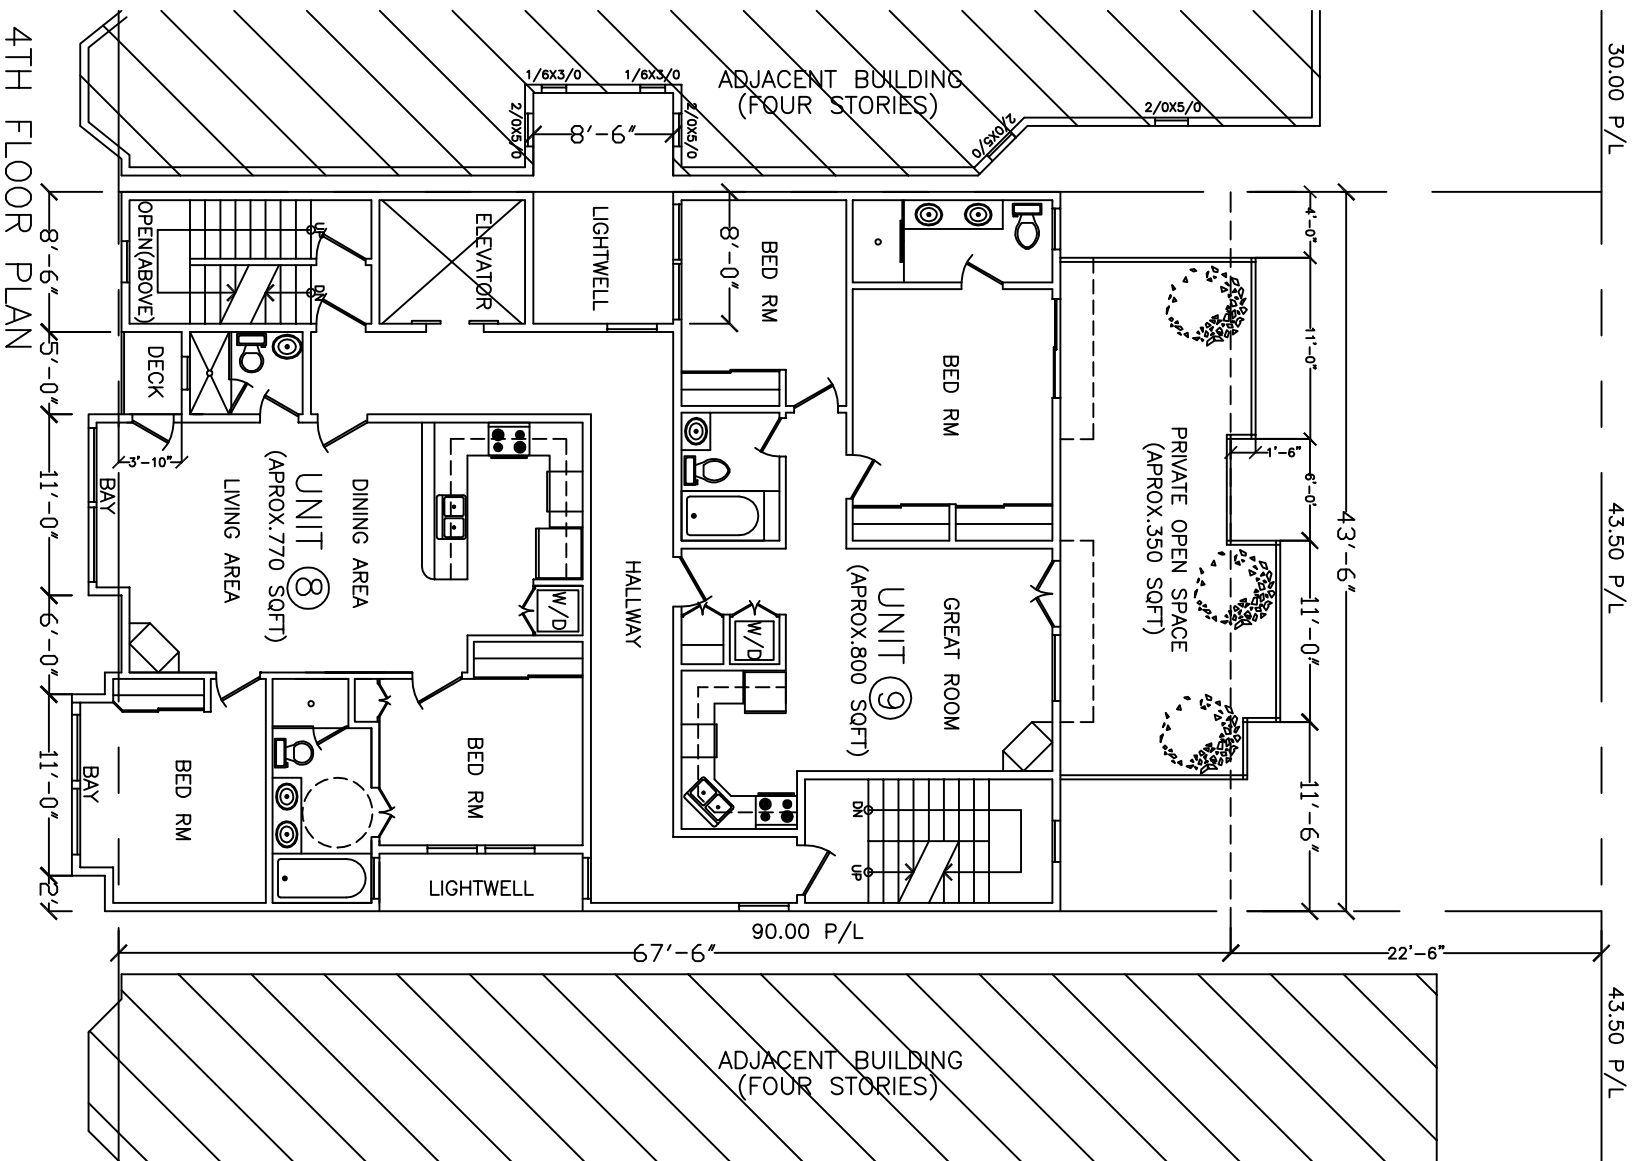 4TH FLOOR PLAN
ADJACENT BUILDING
(FOUR STORIES)
1/6X3/0
1/6X3/0
2/0X5/0
2/0X5/0
8'-6"
2/0X5/0
2/0X5/0
30.00 P/L
43.50 P/L
43.50 P/L
8'-6"
5'-0"
11'-0"
6'-0"
11'-0"
2'
OPEN(ABOVE)
UP
DN
ELEVATOR
LIGHTWELL
8'-0"
BED RM
BED RM
DECK
3'-10"
BAY
LIVING AREA
DINING AREA
UNIT 8
(APROX.770 SQFT)
W/D
HALLWAY
W/D
UNIT 9
(APROX.800 SQFT)
GREAT ROOM
PRIVATE OPEN SPACE
(APROX.350 SQFT)
4'-0"
11'-0"
1'-6"
6'-0"
11'-0"
11'-6"
43'-6"
BAY
BED RM
BED RM
LIGHTWELL
DN
UP
90.00 P/L
67'-6"
22'-6"
ADJACENT BUILDING
(FOUR STORIES)